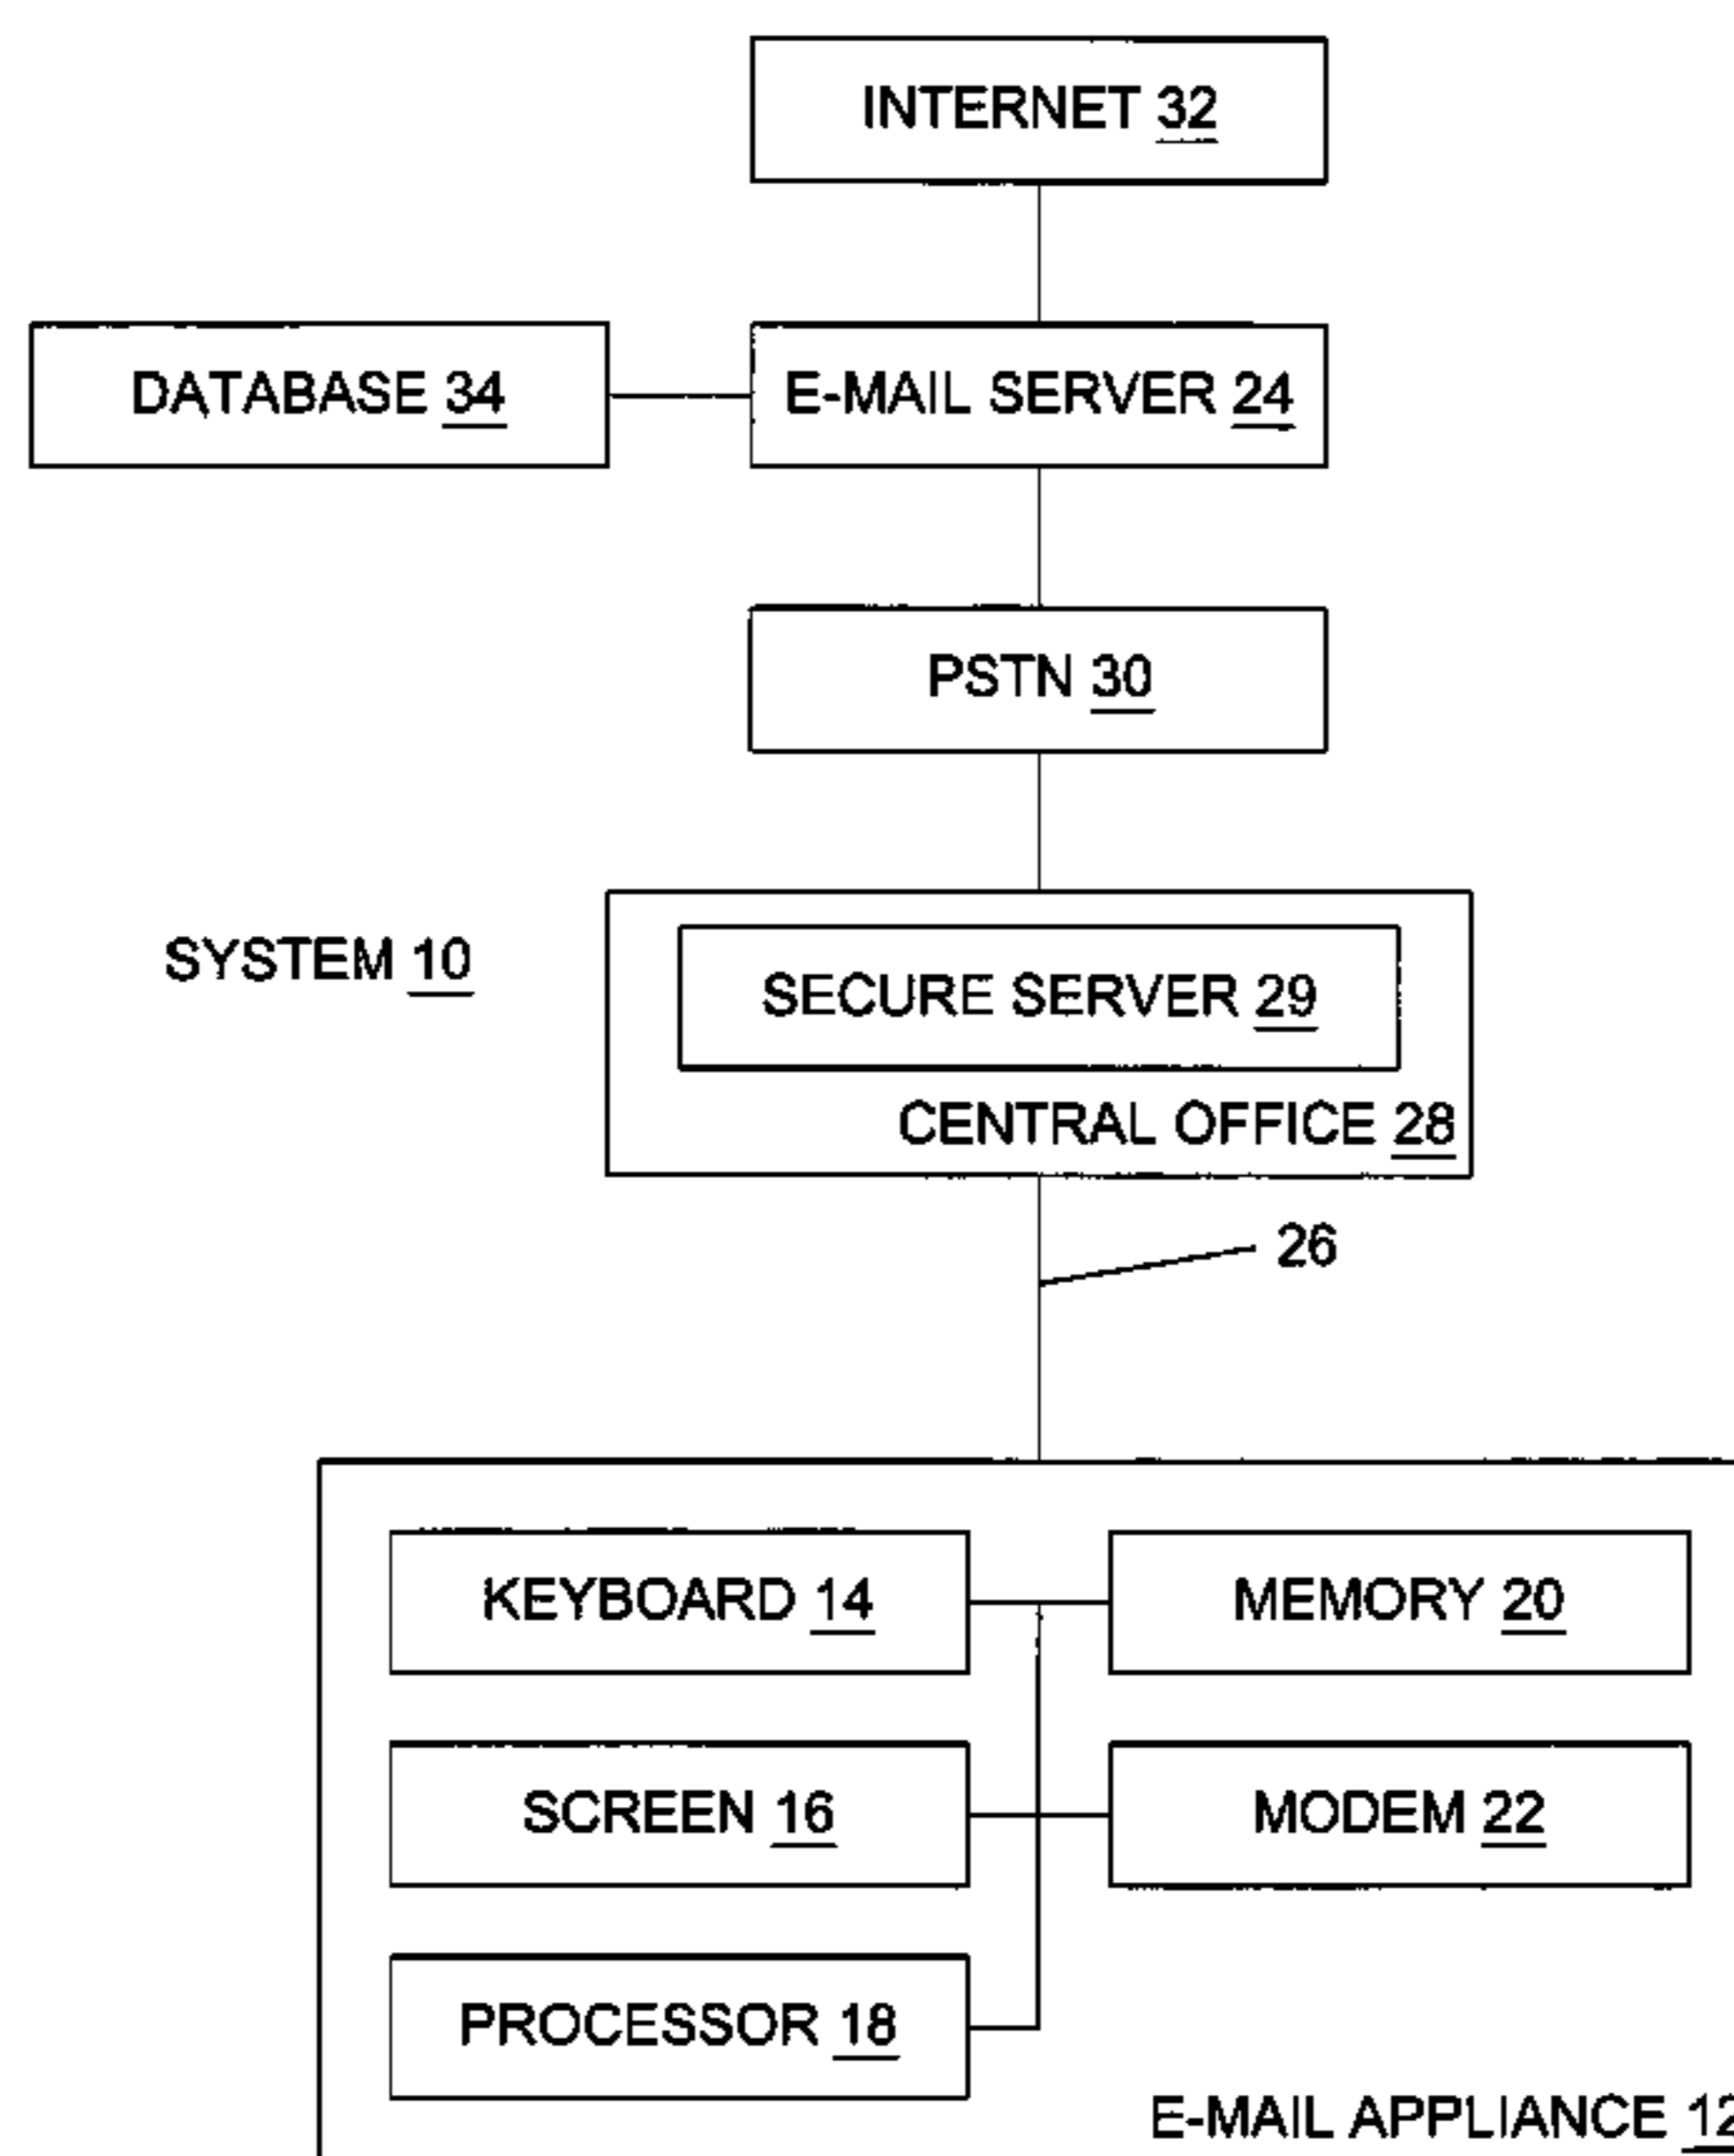 INTERNET 32
DATABASE 34
E-MAIL SERVER 24
PSTN 30
SYSTEM 10
SECURE SERVER 29
CENTRAL OFFICE 28
26
KEYBOARD 14
MEMORY 20
SCREEN 16
MODEM 22
PROCESSOR 18
E-MAIL APPLIANCE 12